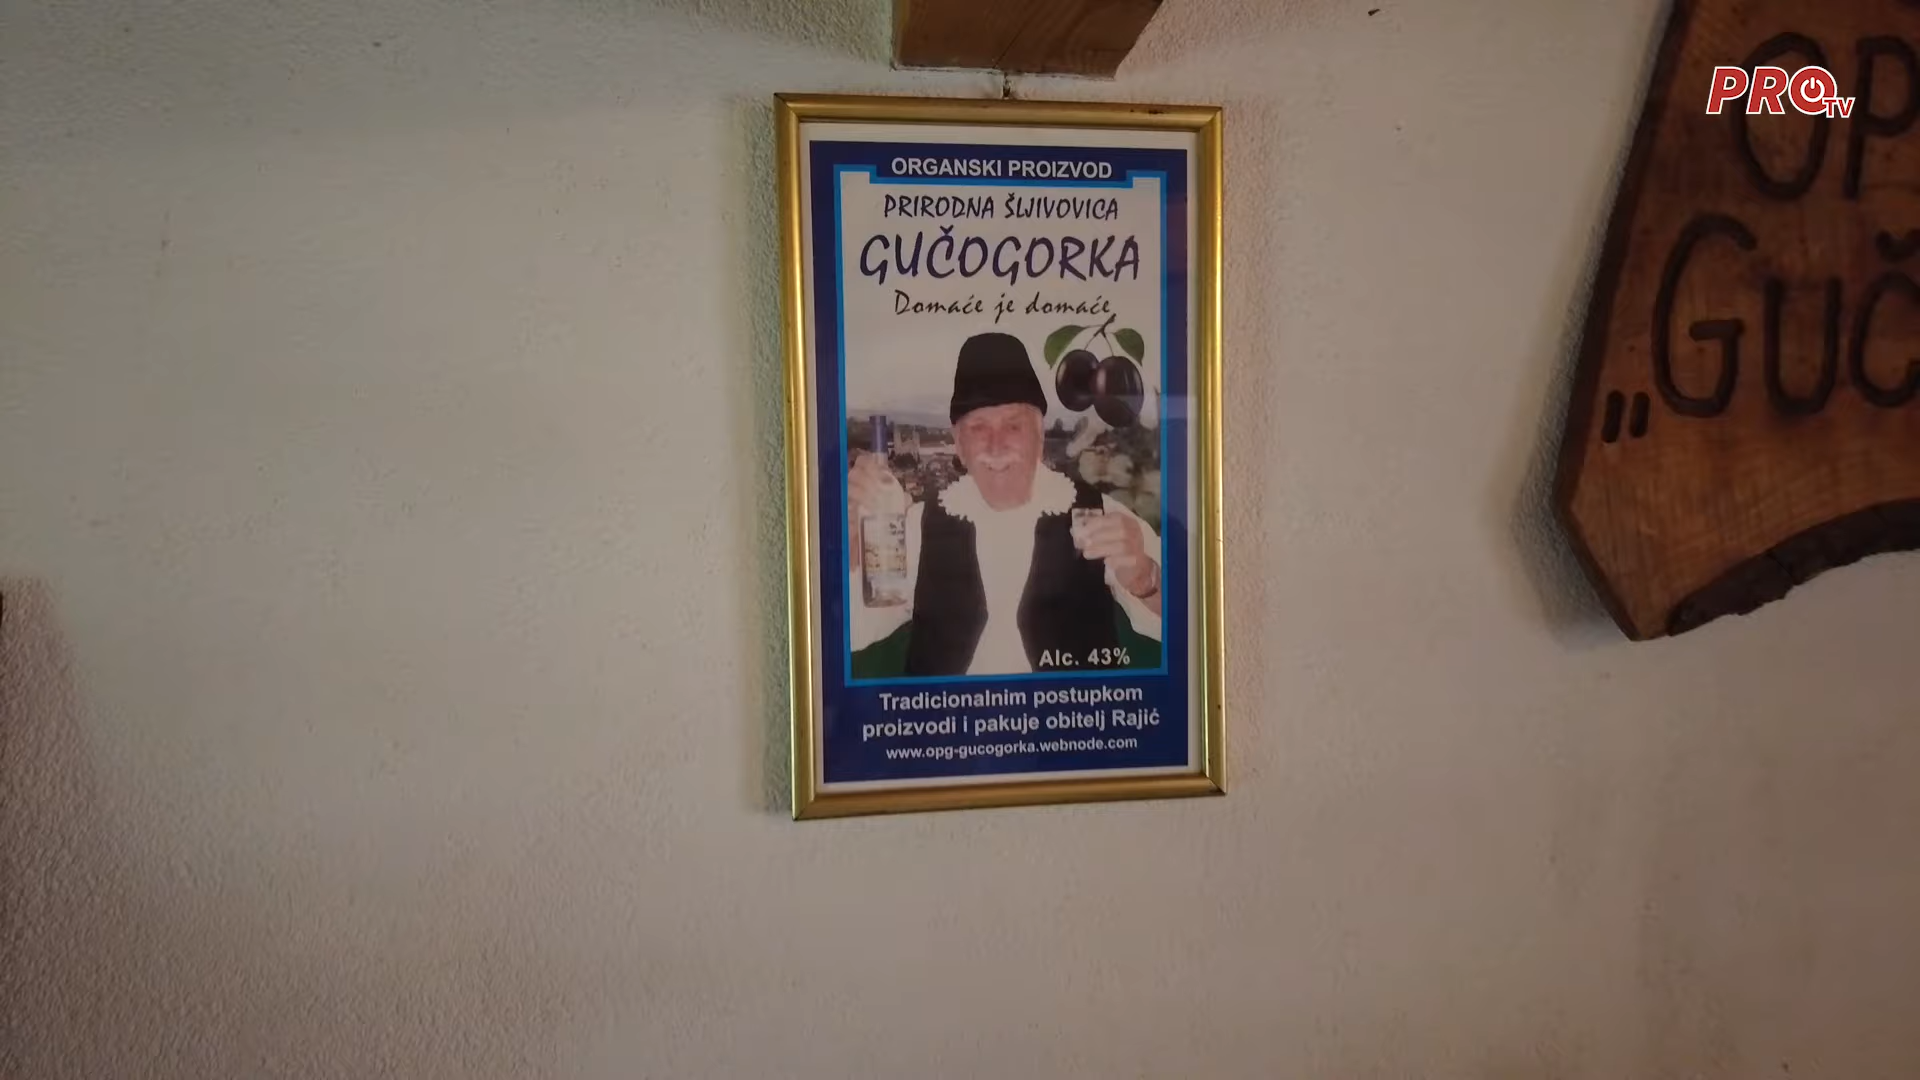 ORGANSKI PROIZVOD
PRIRODNA ŠLJIVOVICA
GUČOGORKA
Domaće je domaće
Alc. 43%
Tradicionalnim postupkom
proizvodi i pakuje obitelj Rajić
www.opg-gucogorka.webnode.com
OP
„Guč
PRO TV